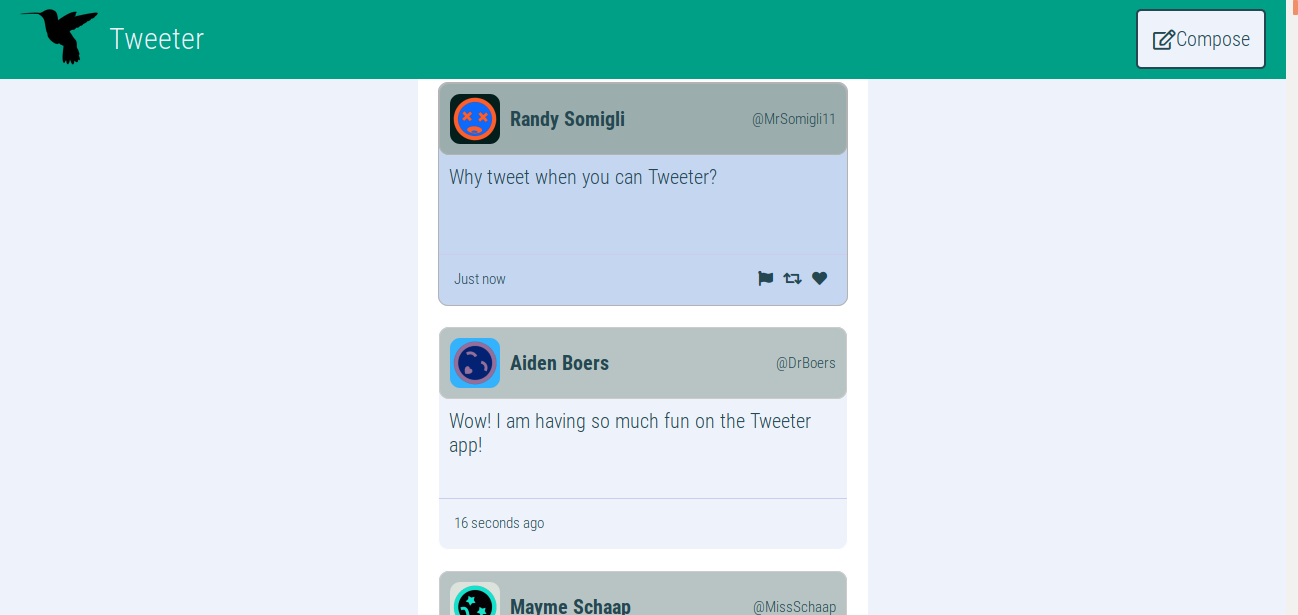 Tweeter
Compose
Randy Somigli
@MrSomigli11
Why tweet when you can Tweeter?
Just now
Aiden Boers
@DrBoers
Wow! I am having so much fun on the Tweeter
app!
16 seconds ago
Mayme Schaap
@MissSchaap